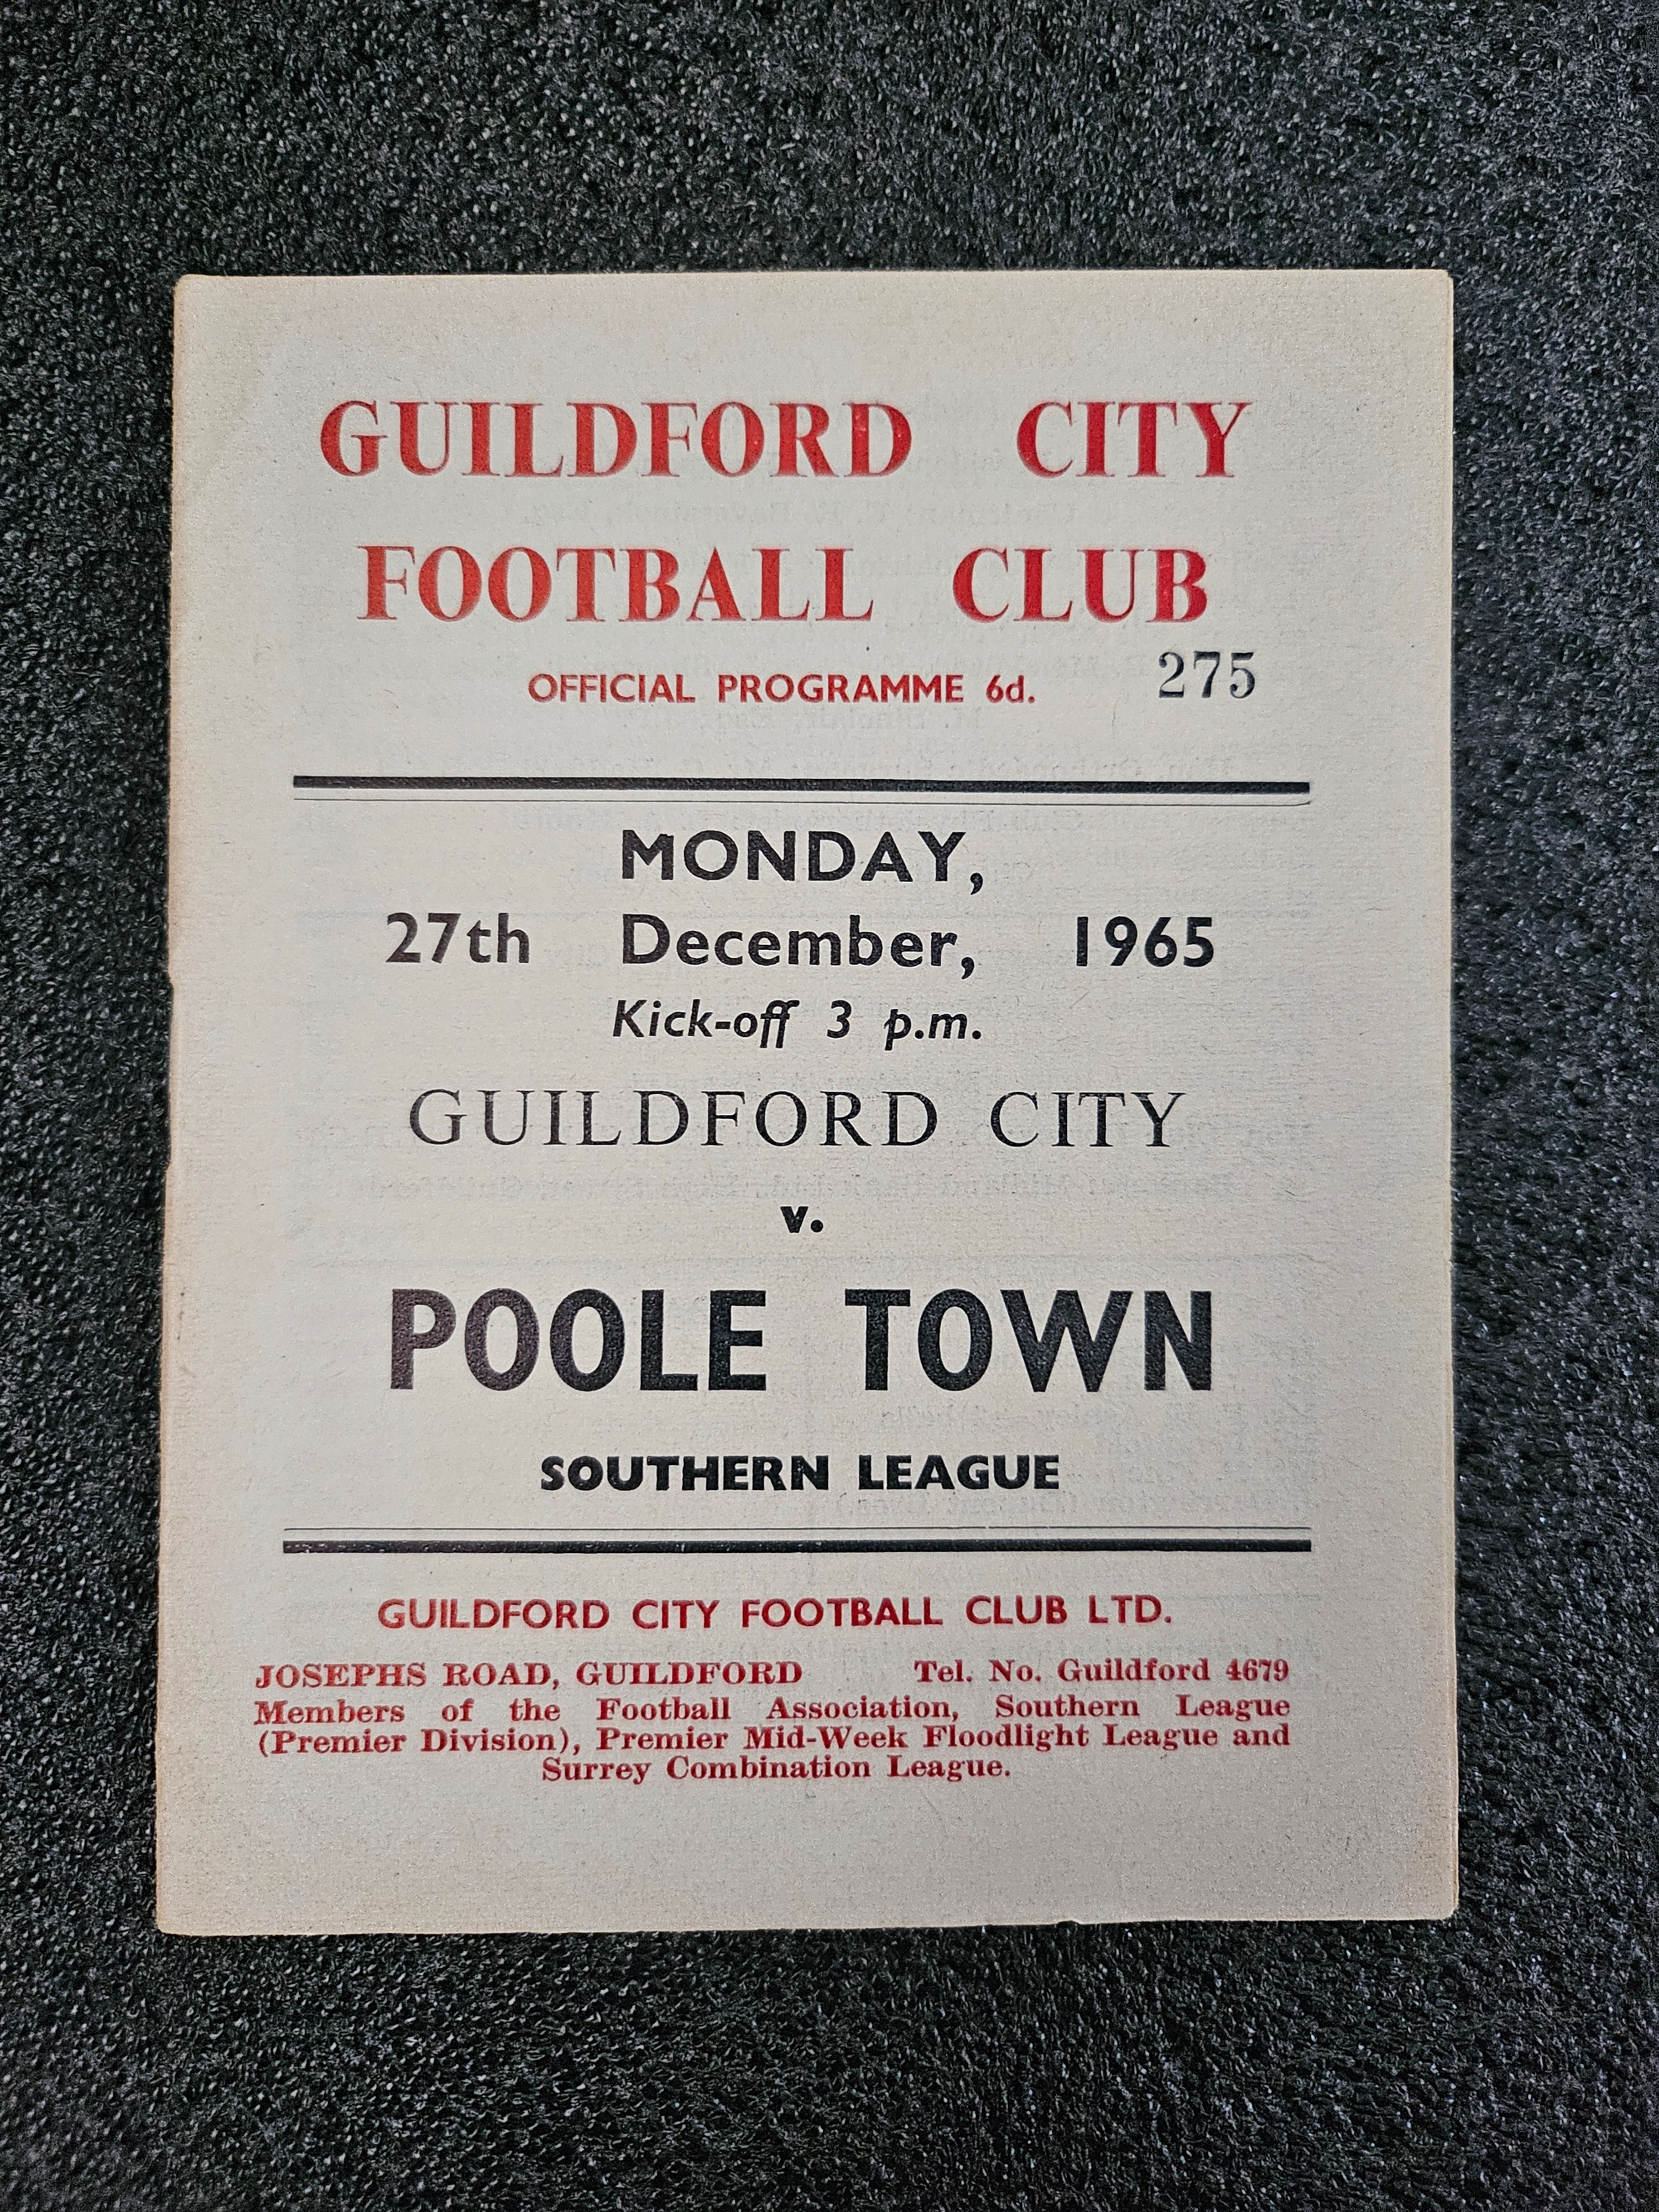 GUILDFORD CITY
FOOTBALL CLUB
OFFICIAL PROGRAMME 6d. 275
MONDAY,
27th December, 1965
Kick-off 3 p.m.
GUILDFORD CITY
v.
POOLE TOWN
SOUTHERN LEAGUE
GUILDFORD CITY FOOTBALL CLUB LTD.
JOSEPHS ROAD, GUILDFORD Tel. No. Guildford 4679
Members of the Football Association, Southern League
(Premier Division), Premier Mid-Week Floodlight League and
Surrey Combination League.